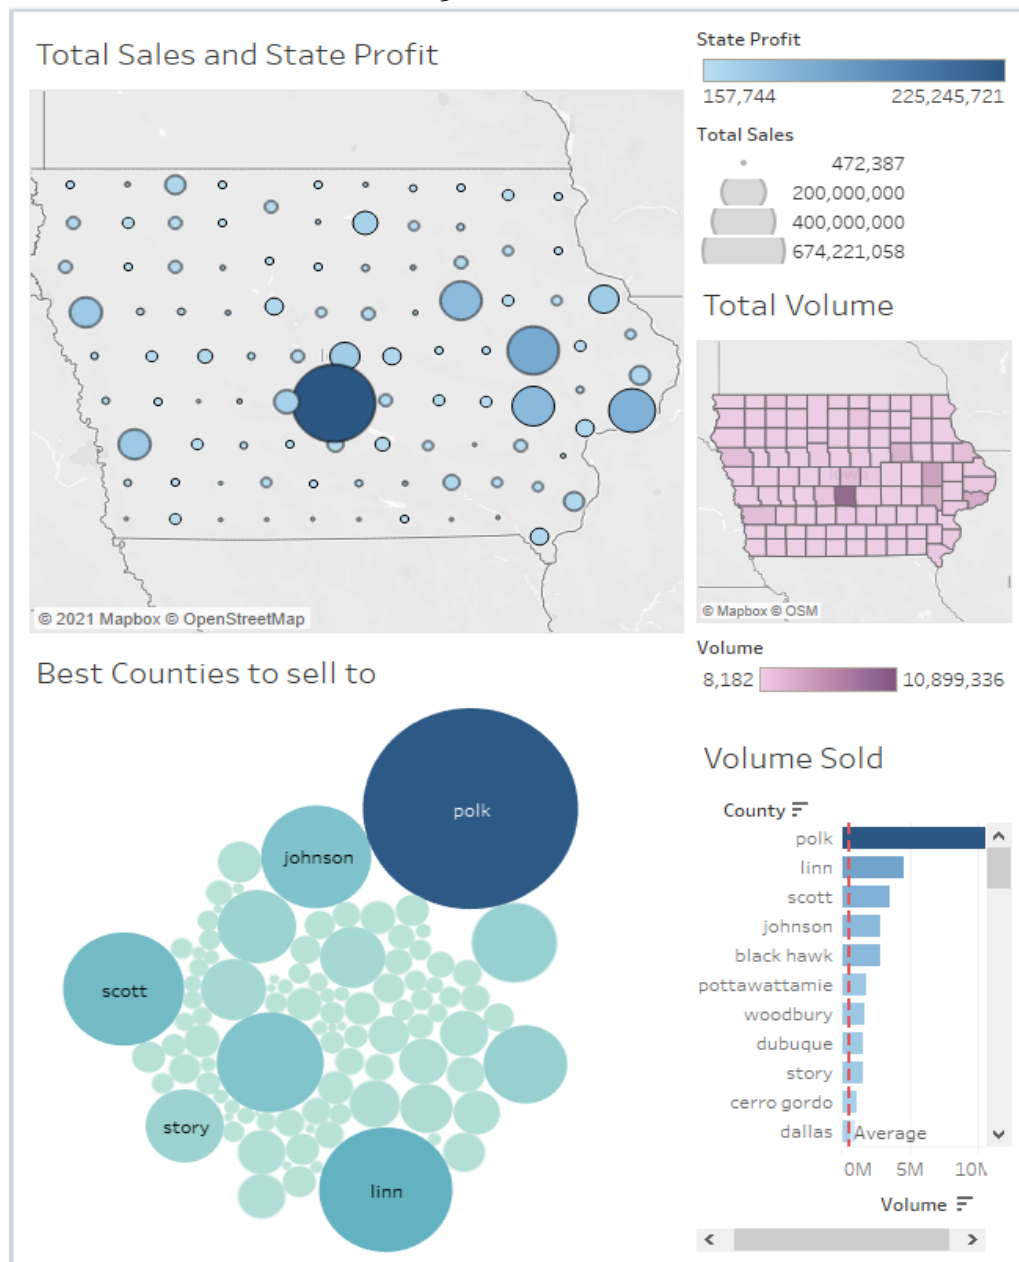 Total Sales and State Profit
© 2021 Mapbox © OpenStreetMap
State Profit
157,744 225,245,721
Total Sales
472,387
200,000,000
400,000,000
674,221,058
Total Volume
Iowa
© Mapbox © OSM
Volume
8,182 10,899,336
Best Counties to sell to
polk
johnson
scott
story
linn
Volume Sold
County
polk
linn
scott
johnson
black hawk
pottawattamie
woodbury
dubuque
story
cerro gordo
dallas
Average
0M 5M 10M
Volume